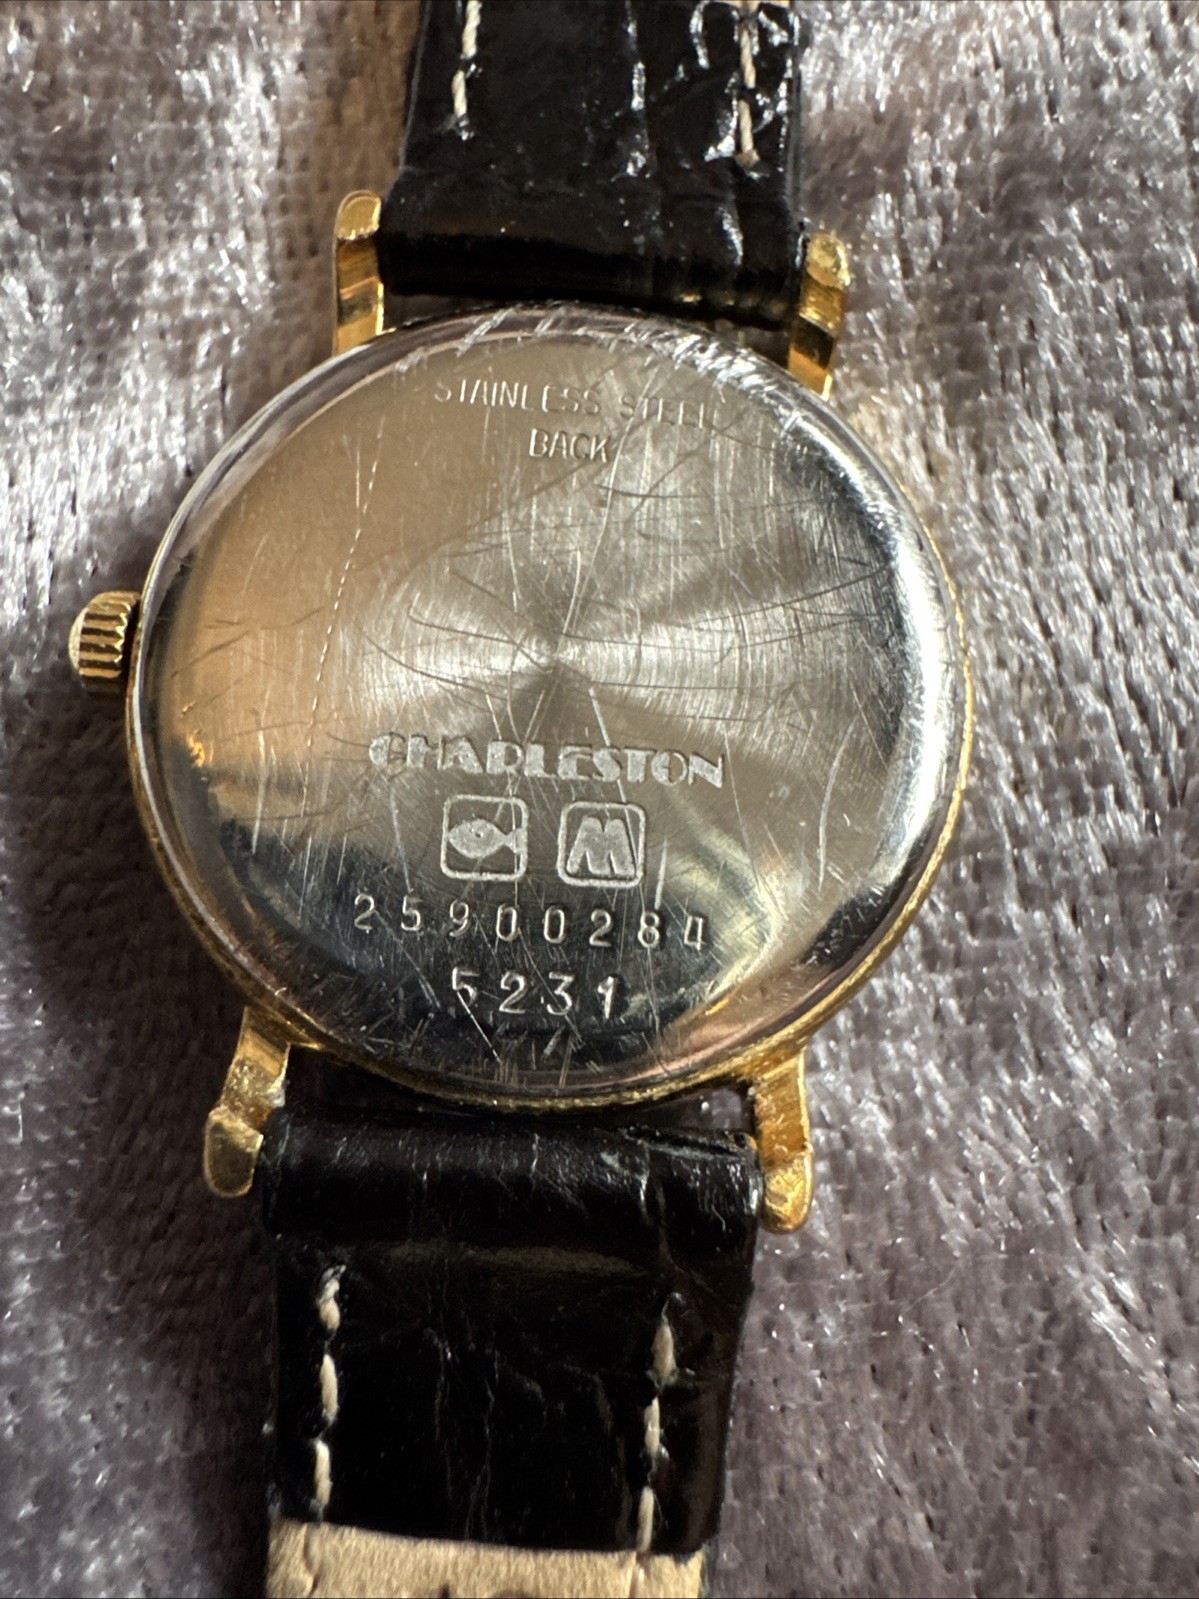 STAINLESS STEEL
BACK
CHARLESTON
M
25900284
5231